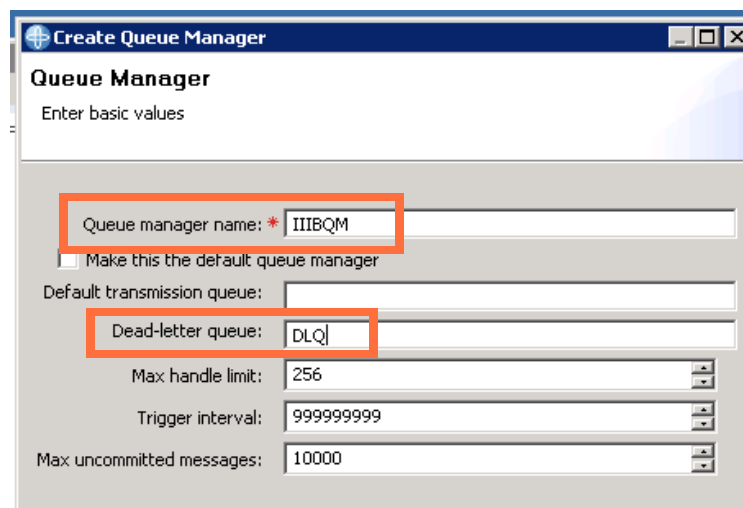 Create Queue Manager
Queue Manager
Enter basic values
Queue manager name: * IIIBQM
Make this the default queue manager
Default transmission queue:
Dead-letter queue: DLQ
Max handle limit: 256
Trigger interval: 999999999
Max uncommitted messages: 10000